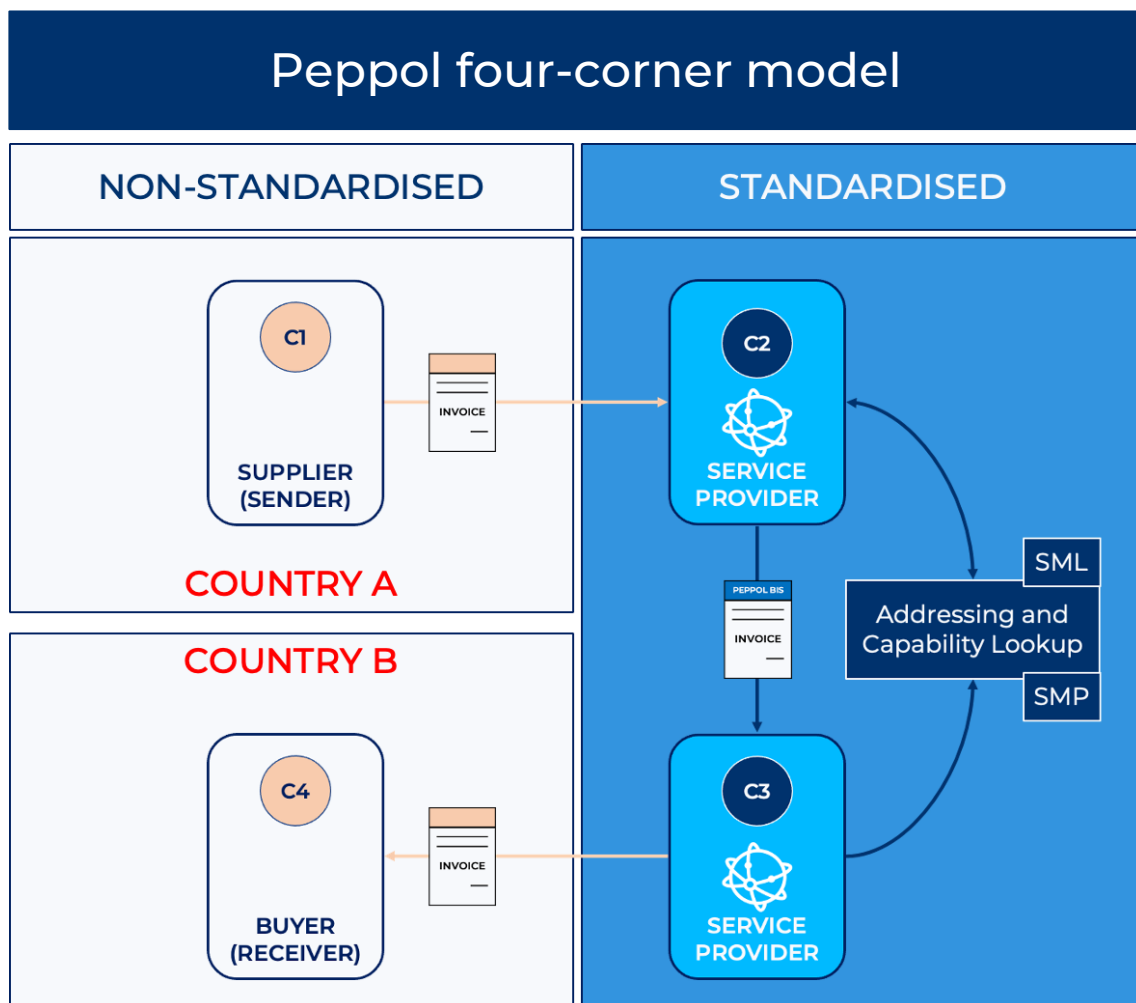 Peppol four-corner model
NON-STANDARDISED
STANDARDISED
C1
INVOICE
SUPPLIER
(SENDER)
COUNTRY A
C2
SERVICE
PROVIDER
PEPPOL BIS
INVOICE
SML
Addressing and
Capability Lookup
SMP
COUNTRY B
C4
INVOICE
BUYER
(RECEIVER)
C3
SERVICE
PROVIDER